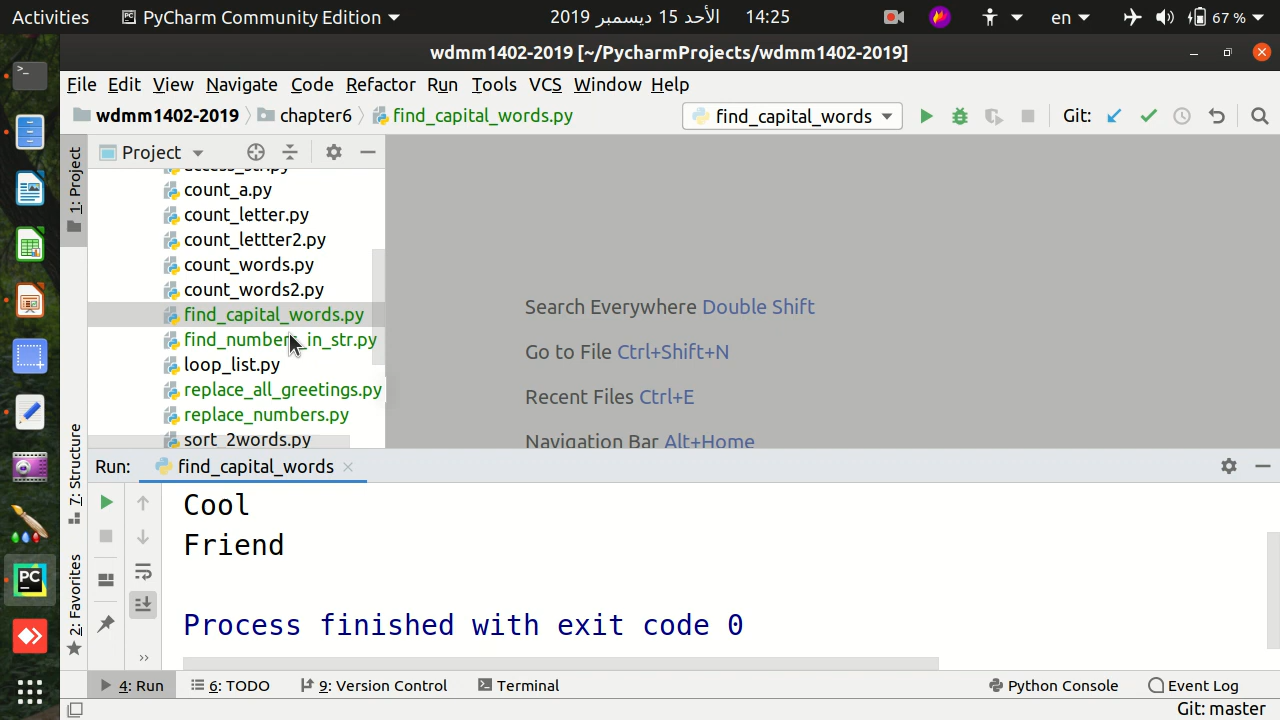 Activities PyCharm Community Edition 14:25 الأحد 15 ديسمبر 2019 en 67 %
wdmm1402-2019 [~/PycharmProjects/wdmm1402-2019]
File Edit View Navigate Code Refactor Run Tools VCS Window Help
wdmm1402-2019 chapter6 find_capital_words.py find_capital_words Git:
Project
1: Project
count_a.py
count_letter.py
count_lettter2.py
count_words.py
count_words2.py
find_capital_words.py
find_numbers_in_str.py
loop_list.py
replace_all_greetings.py
replace_numbers.py
sort_2words.py
Search Everywhere Double Shift
Go to File Ctrl+Shift+N
Recent Files Ctrl+E
Navigation Bar Alt+Home
7: Structure
2: Favorites
Run: find_capital_words
Cool
Friend
Process finished with exit code 0
4: Run 6: TODO 9: Version Control Terminal Python Console Event Log
Git: master